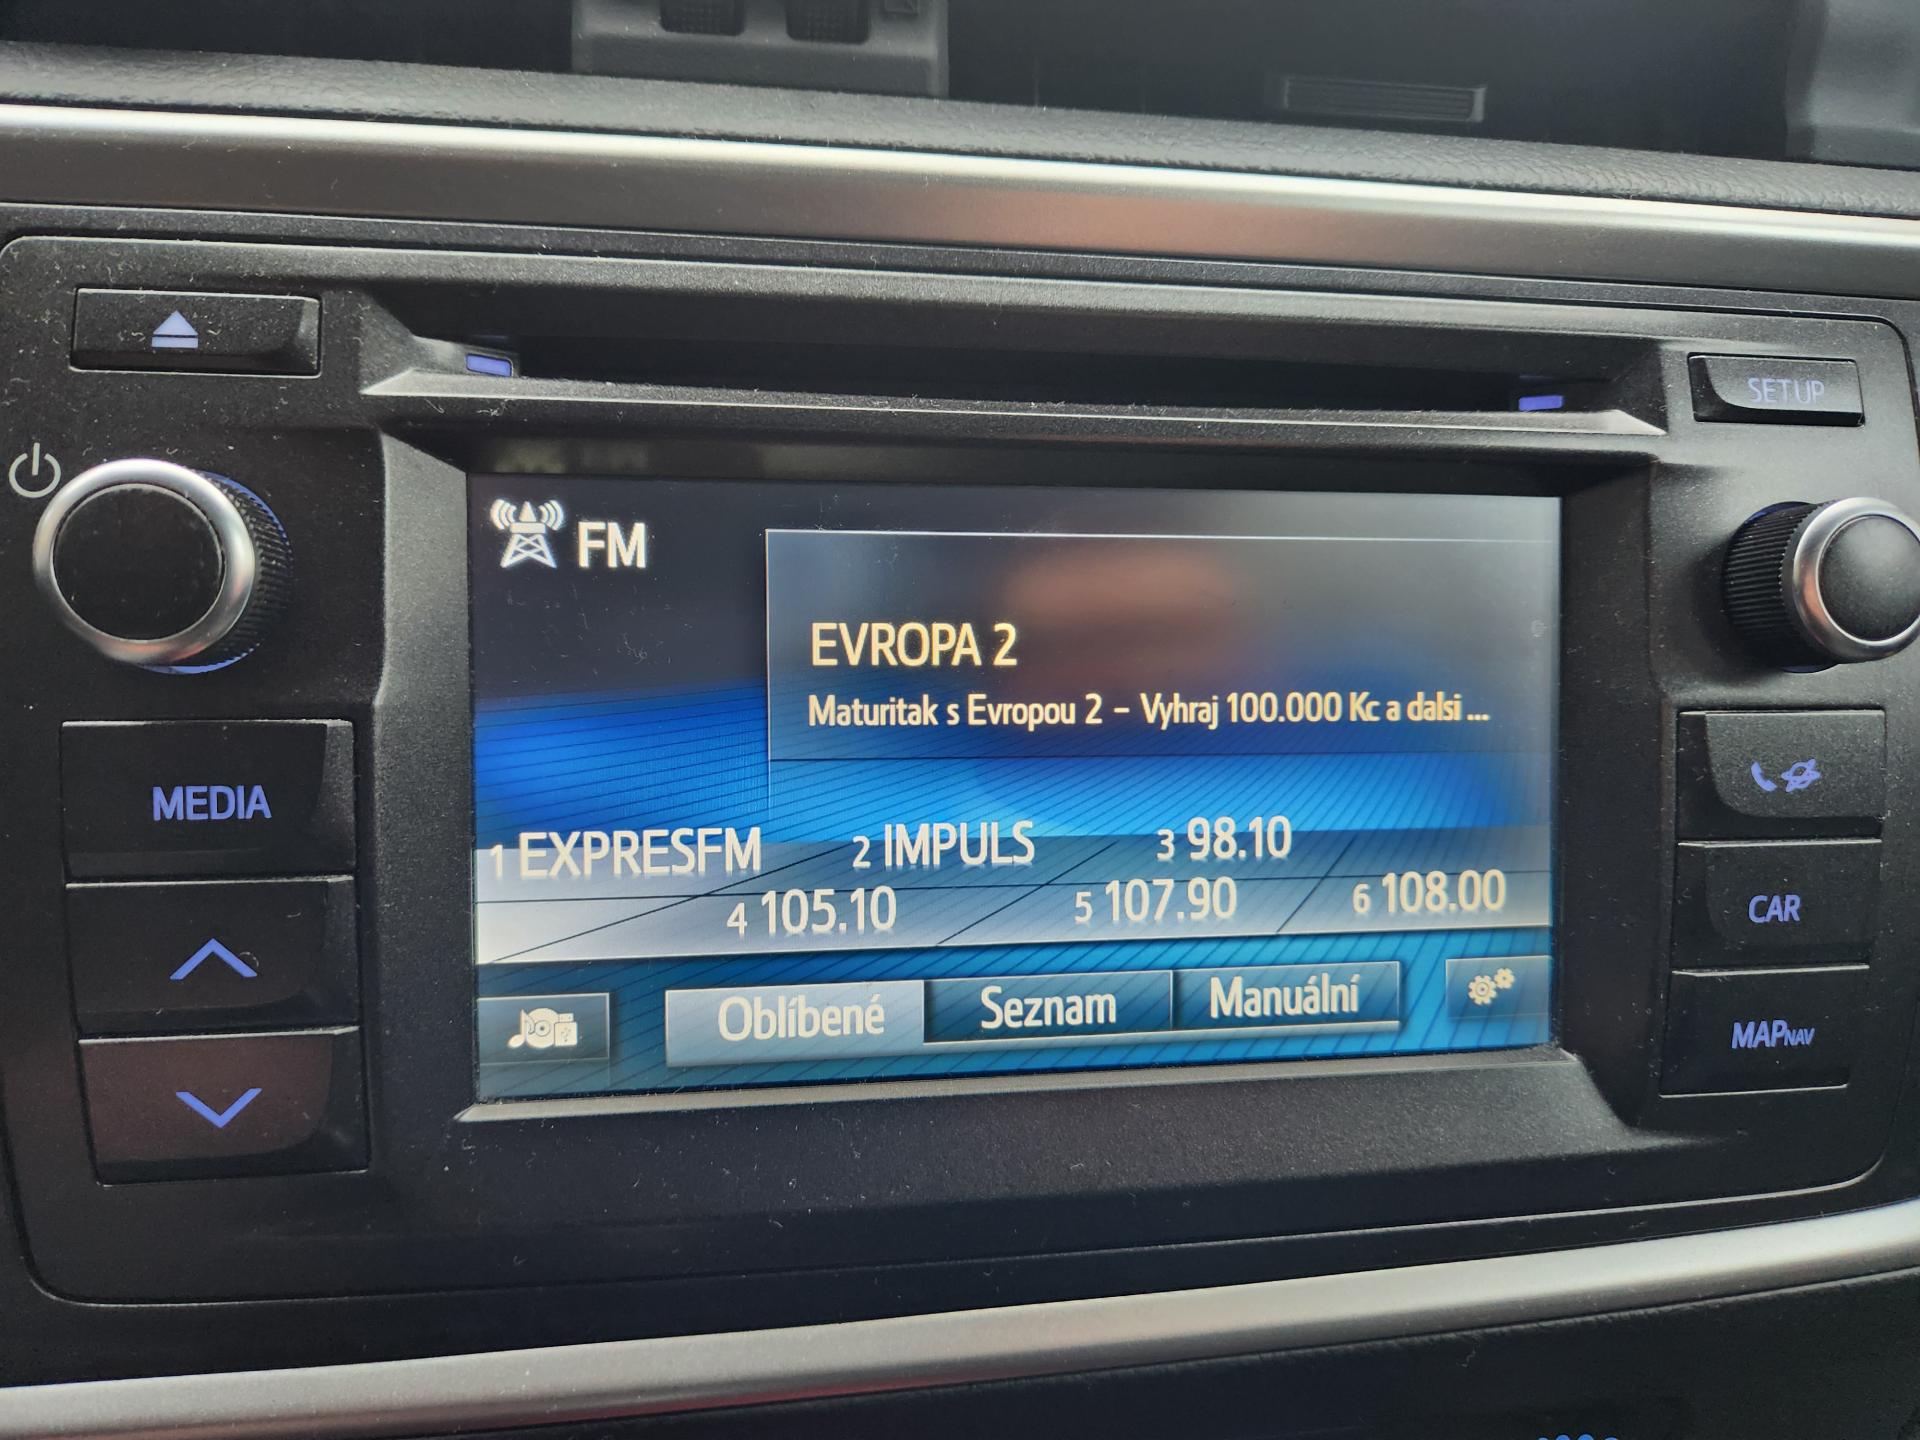 SETUP
FM
EVROPA 2
Maturitak s Evropou 2 - Vyhraj 100.000 Kc a dalsi ...
MEDIA
1 EXPRESFM 2 IMPULS 3 98.10
4 105.10 5 107.90 6 108.00
CAR
Oblíbené Seznam Manuální
MAPNAV